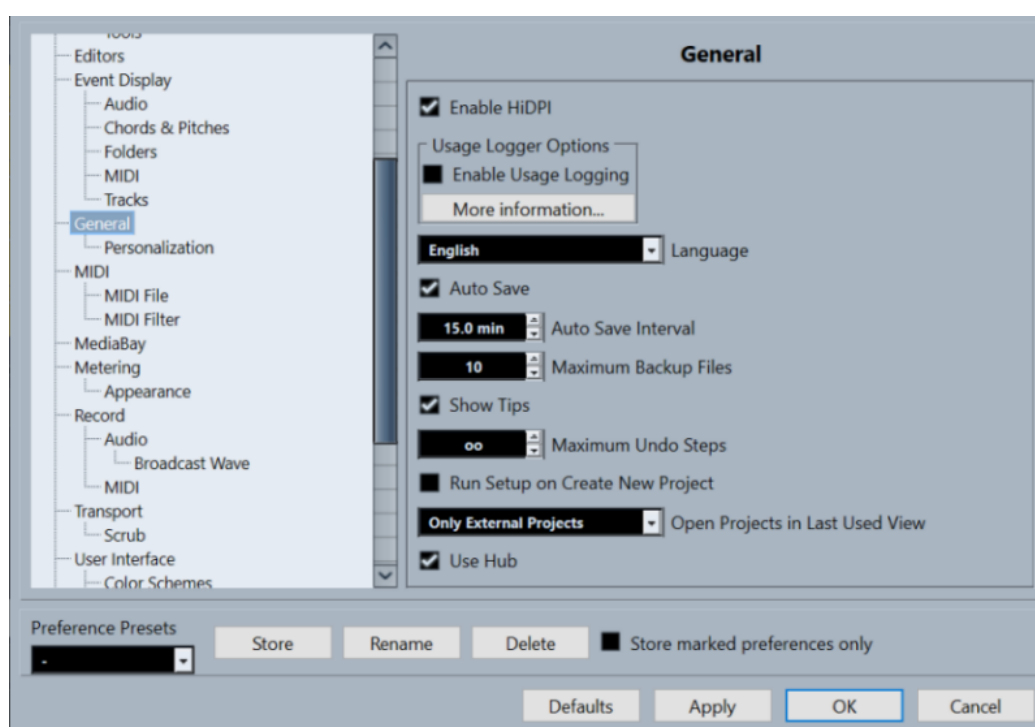 Tools
Editors
Event Display
Audio
Chords & Pitches
Folders
MIDI
Tracks
General
Personalization
MIDI
MIDI File
MIDI Filter
MediaBay
Metering
Appearance
Record
Audio
Broadcast Wave
MIDI
Transport
Scrub
User Interface
Color Schemes
General
Enable HiDPI
Usage Logger Options
Enable Usage Logging
More information...
English Language
Auto Save
15.0 min Auto Save Interval
10 Maximum Backup Files
Show Tips
oo Maximum Undo Steps
Run Setup on Create New Project
Only External Projects Open Projects in Last Used View
Use Hub
Preference Presets
- Store Rename Delete Store marked preferences only
Defaults Apply OK Cancel